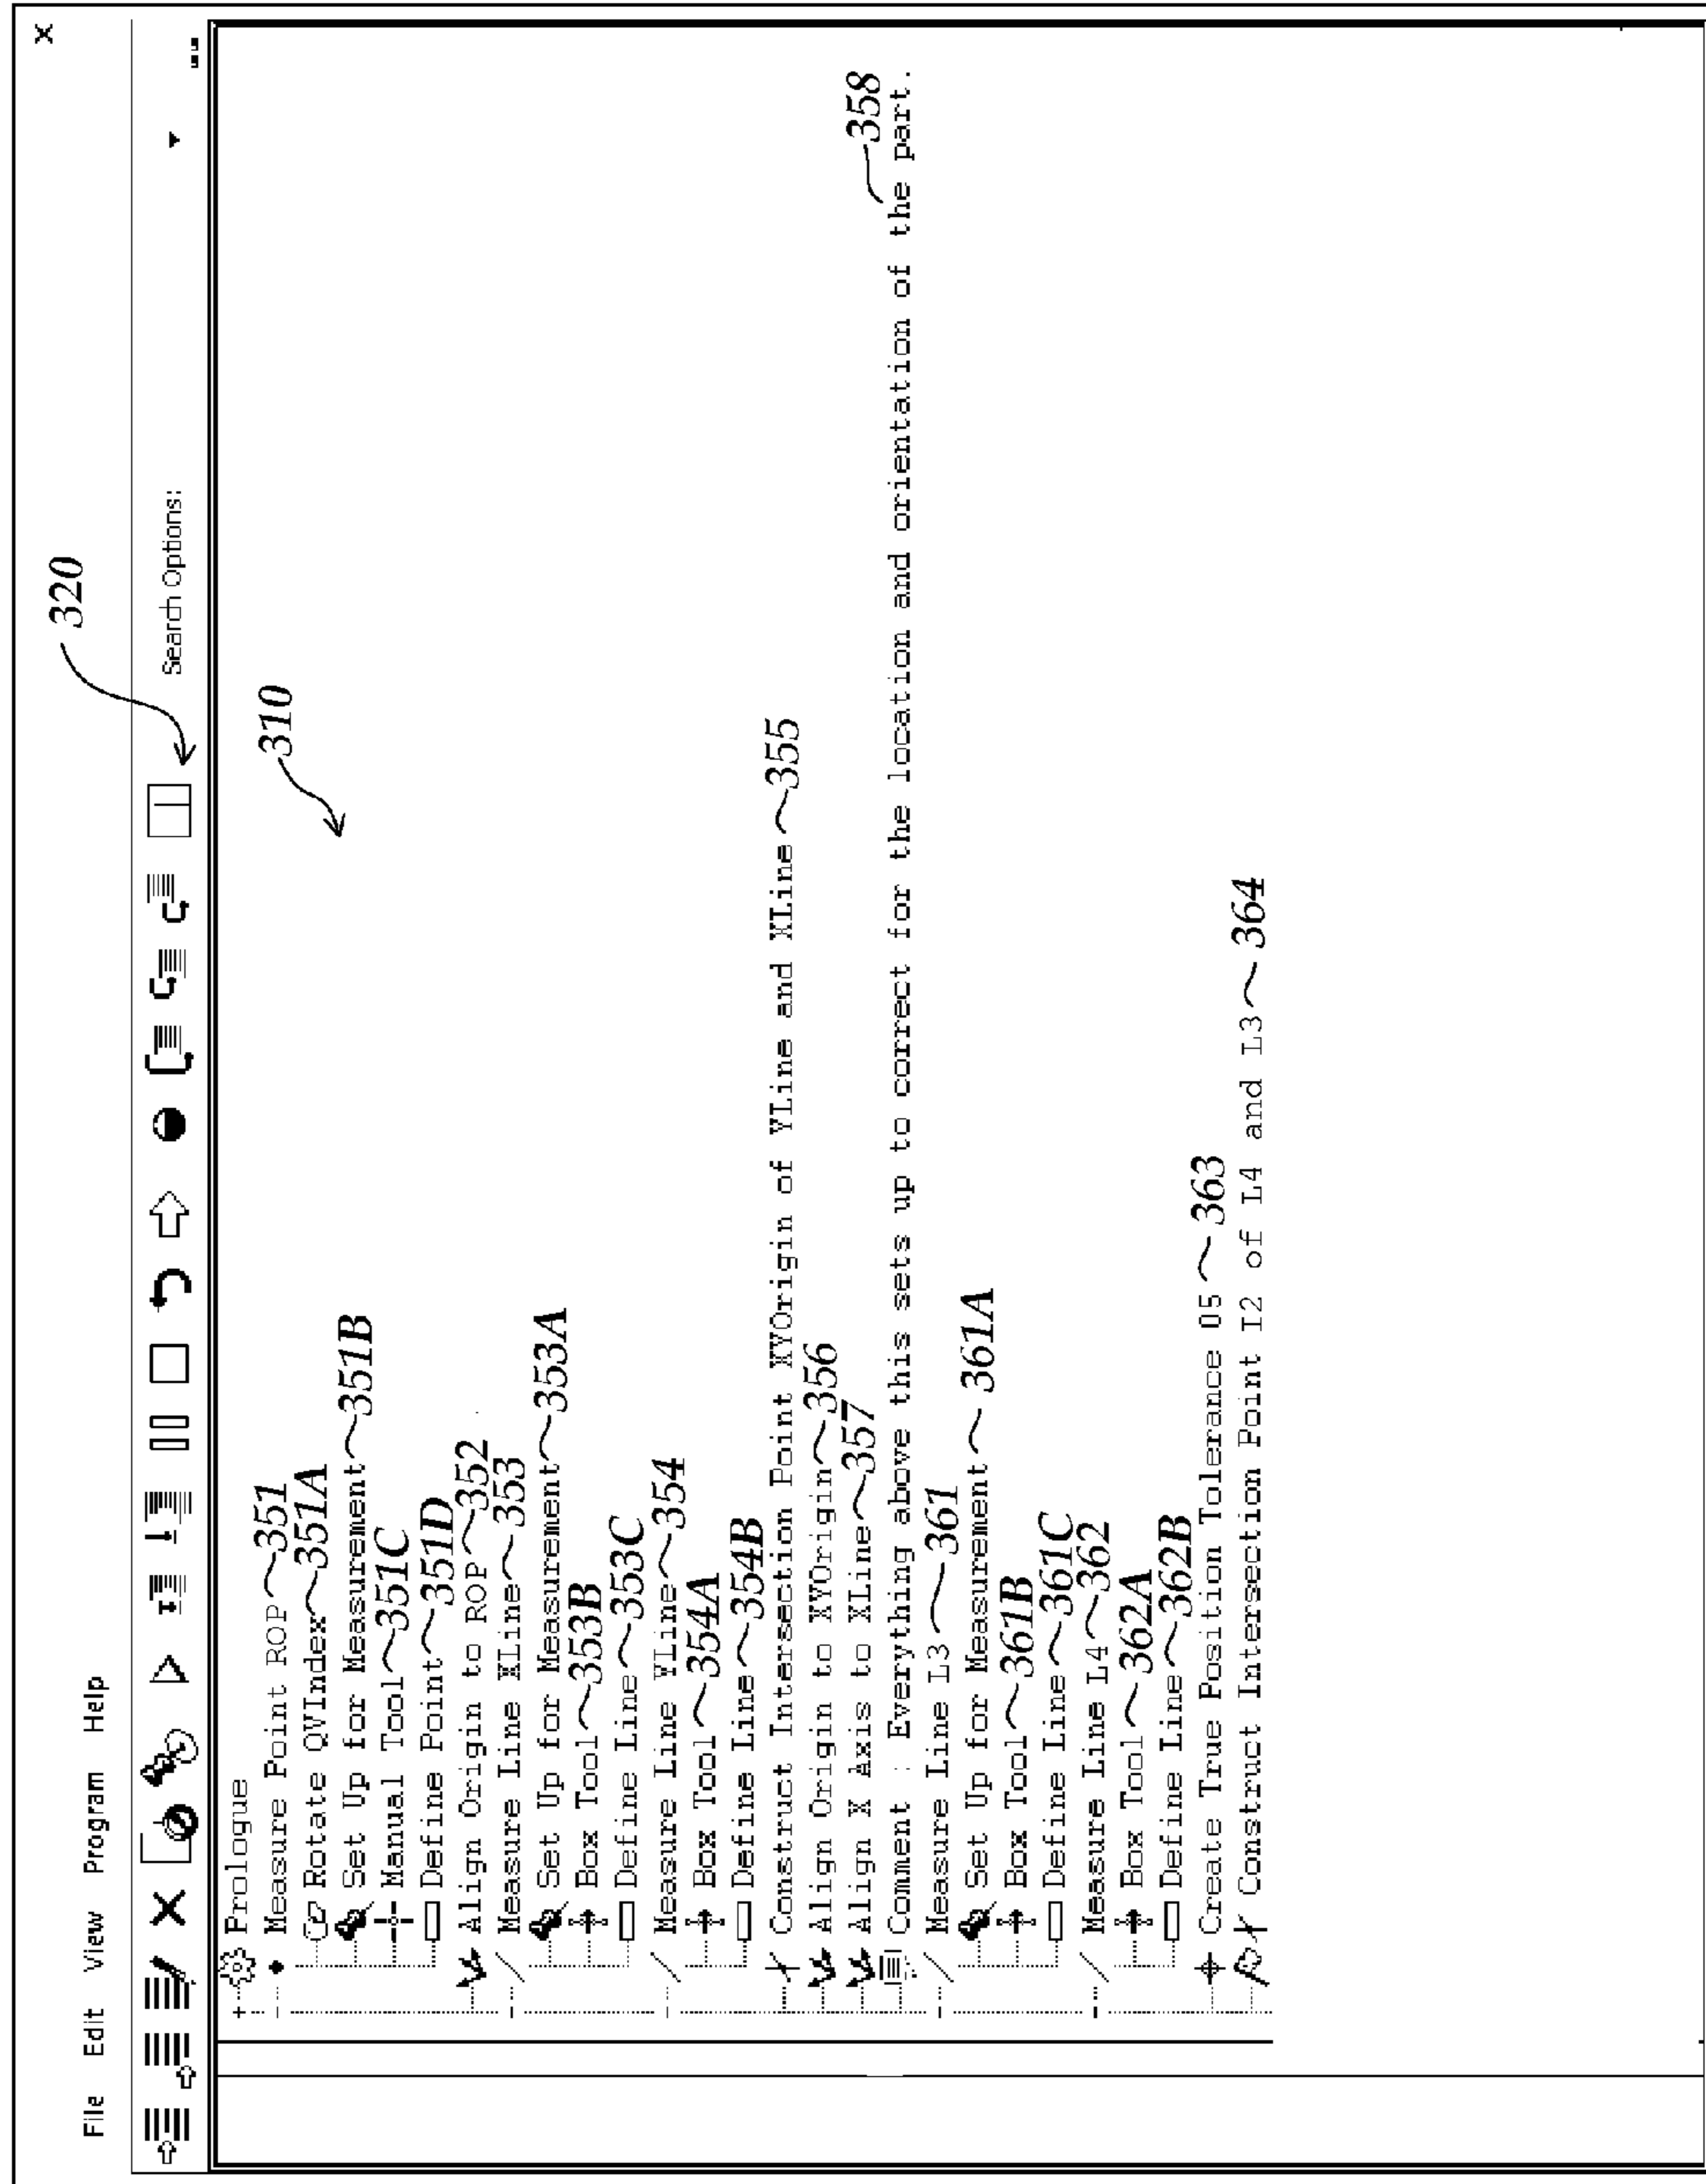 File Edit View Program Help
320
Search Options:
310
Prologue
Measure Point ROP 351
Rotate QVIndex 351A
Set Up for Measurement 351B
Manual Tool 351C
Define Point 351D
Align Origin to ROP 352
Measure Line XLine 353
Set Up for Measurement 353A
Box Tool 353B
Define Line 353C
Measure Line YLine 354
Box Tool 354A
Define Line 354B
Construct Intersection Point XYOrigin of YLine and XLine 355
Align Origin to XYOrigin 356
Align X Axis to XLine 357
Comment : Everything above this sets up to correct for the location and orientation of the part. 358
Measure Line L3 361
Set Up for Measurement 361A
Box Tool 361B
Define Line 361C
Measure Line L4 362
Box Tool 362A
Define Line 362B
Create True Position Tolerance 05 363
Construct Intersection Point I2 of L4 and L3 364